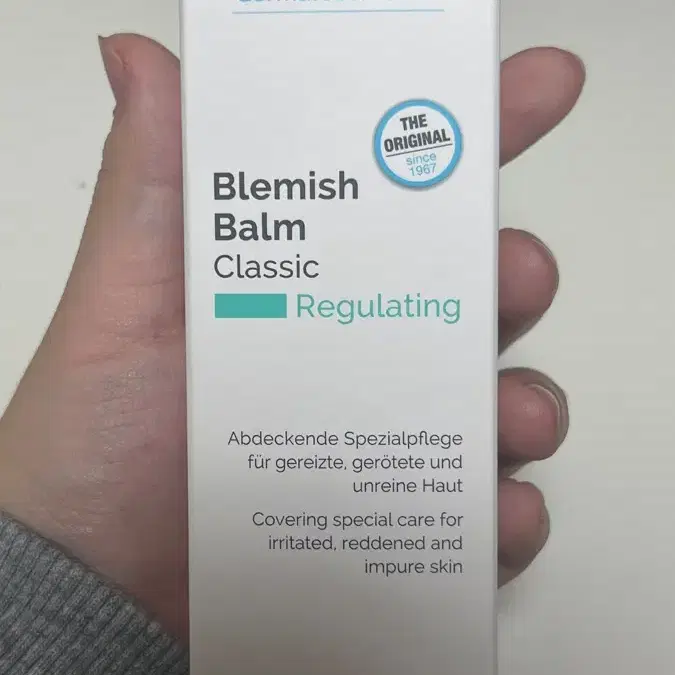 THE
ORIGINAL
since
1967
Blemish
Balm
Classic
Regulating
Abdeckende Spezialpflege
für gereizte, gerötete und
unreine Haut
Covering special care for
irritated, reddened and
impure skin